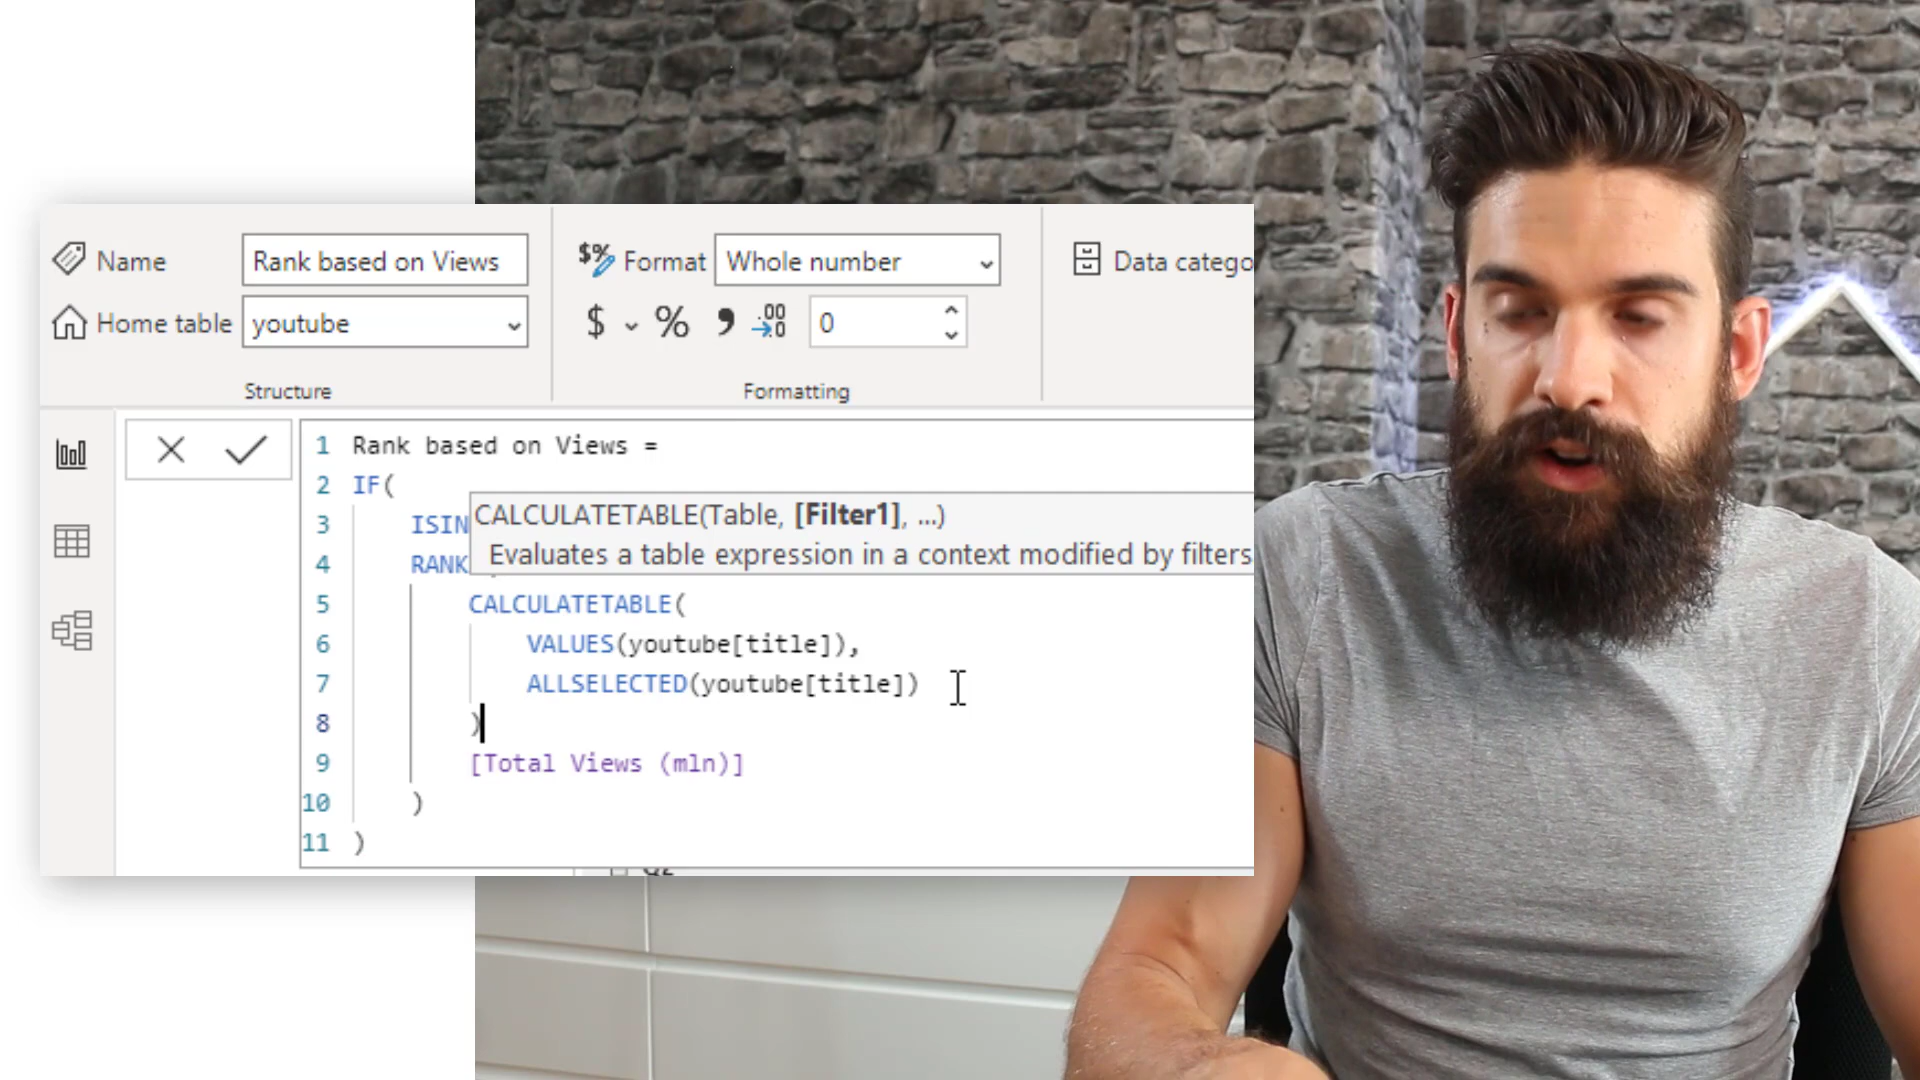 Name
Rank based on Views
Home table
youtube
Structure
$%
Format
Whole number
$ % , .00 0
0
Formatting
Data catego
1 Rank based on Views =
2 IF(
3 ISIN
4 RANK
CALCULATETABLE(Table, [Filter1], ...)
Evaluates a table expression in a context modified by filters
5 CALCULATETABLE(
6 VALUES(youtube[title]),
7 ALLSELECTED(youtube[title])
8 )
9 [Total Views (mln)]
10 )
11 )